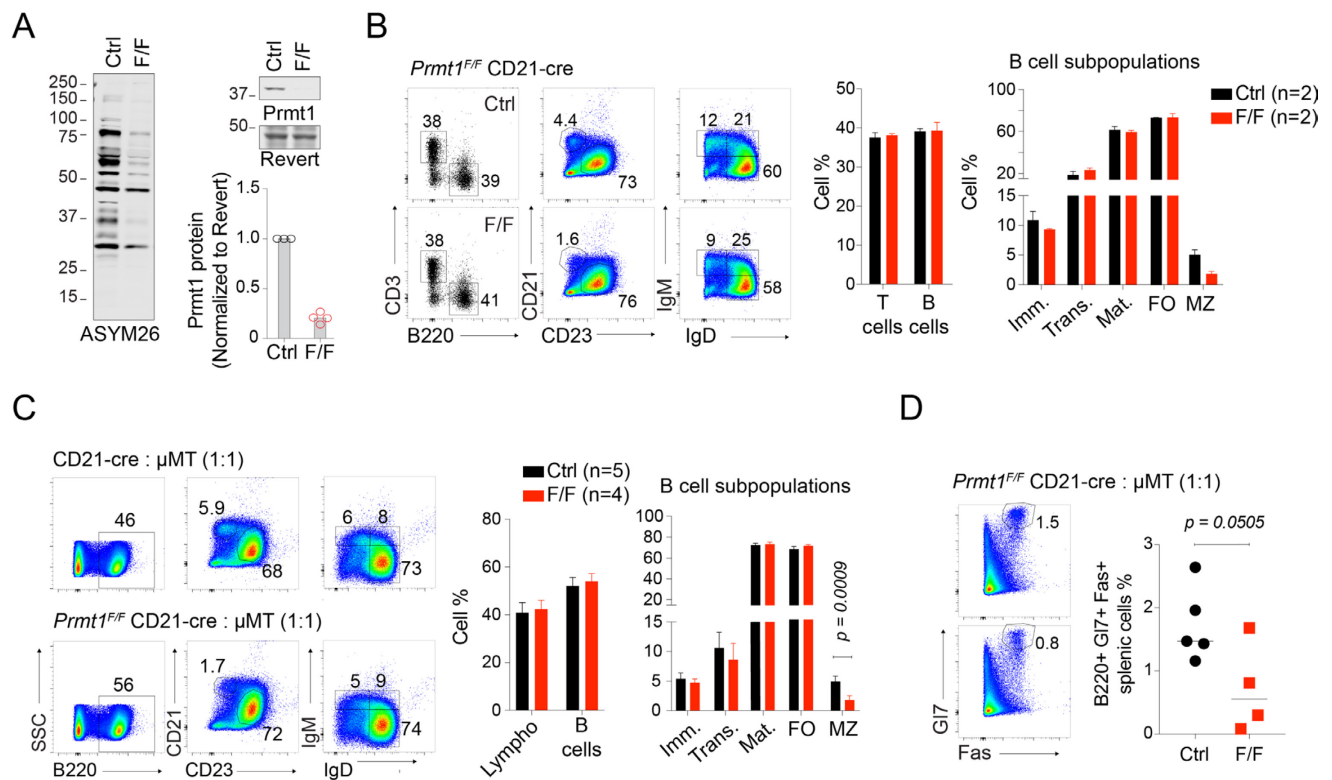 A
Ctrl
F/F
250
150
100
75
50
37
25
15
ASYM26
Ctrl
F/F
37
Prmt1
50
Revert
Prmt1 protein
(Normalized to Revert)
1.5
1.0
0.5
0
Ctrl
F/F
B
Prmt1F/F CD21-cre
Ctrl
38
39
4.4
73
12
21
60
F/F
38
41
1.6
76
9
25
58
CD3
B220
CD21
CD23
IgM
IgD
Cell %
50
40
30
20
10
0
T
cells
B
cells
B cell subpopulations
Ctrl (n=2)
F/F (n=2)
Cell %
100
80
60
40
20
15
10
5
0
Imm.
Trans.
Mat.
FO
MZ
C
CD21-cre : µMT (1:1)
46
5.9
68
6
8
73
Prmt1F/F CD21-cre : µMT (1:1)
56
1.7
72
5
9
74
SSC
B220
CD21
CD23
IgM
IgD
Ctrl (n=5)
F/F (n=4)
Cell %
80
60
40
20
0
Lympho
B
cells
B cell subpopulations
100
80
60
40
20
15
10
5
0
p = 0.0009
Imm.
Trans.
Mat.
FO
MZ
D
Prmt1F/F CD21-cre : µMT (1:1)
1.5
0.8
Gl7
Fas
B220+ Gl7+ Fas+
splenic cells %
p = 0.0505
3
2
1
0
Ctrl
F/F